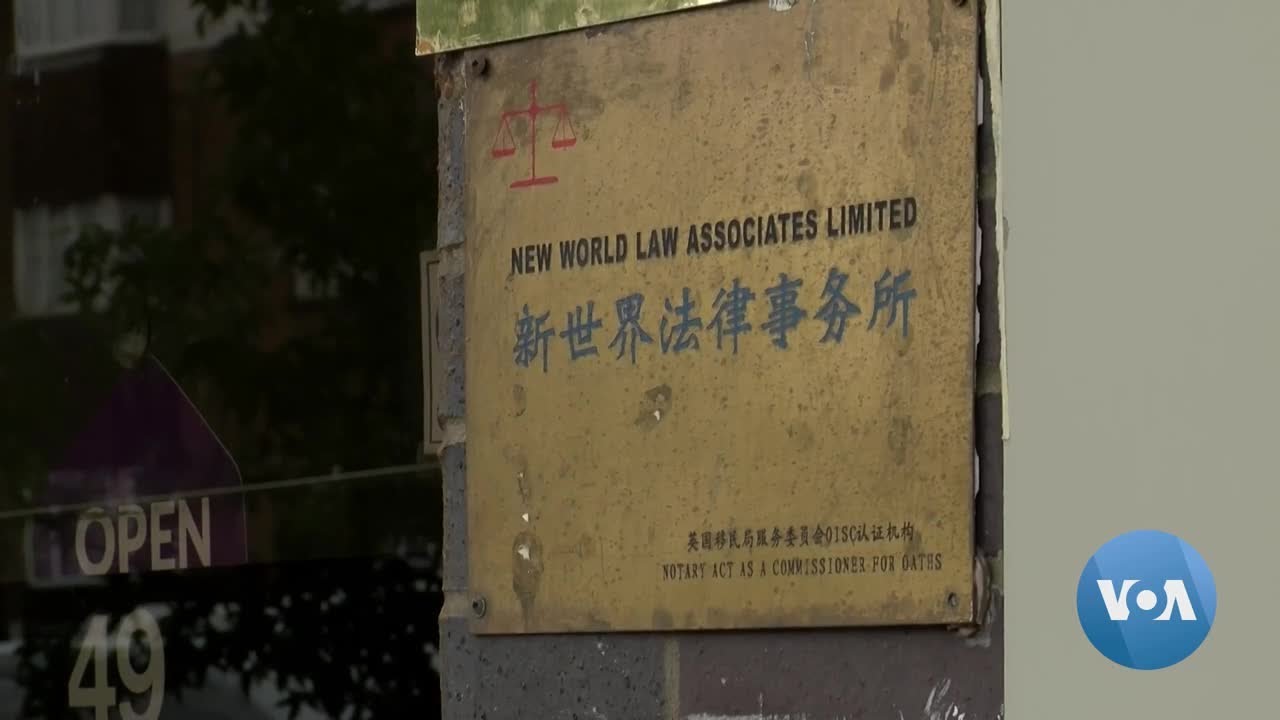 NEW WORLD LAW ASSOCIATES LIMITED
新世界法律事务所
英国移民局服务委员会OISC认证机构
NOTARY ACT AS A COMMISSIONER FOR OATHS
OPEN
49
VOA